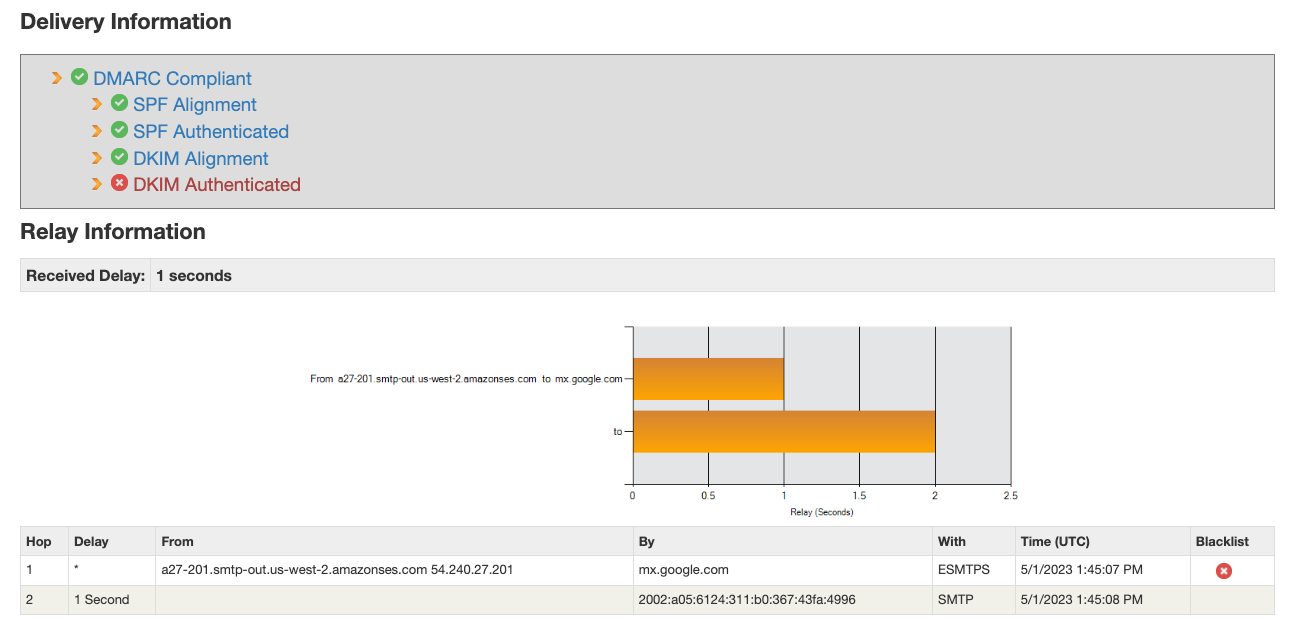 Delivery Information
DMARC Compliant
SPF Alignment
SPF Authenticated
DKIM Alignment
DKIM Authenticated
Relay Information
Received Delay: 1 seconds
From a27-201.smtp-out.us-west-2.amazonses.com to mx.google.com
to
0 0.5 1 1.5 2 2.5
Relay (Seconds)
Hop Delay From By With Time (UTC) Blacklist
1 * a27-201.smtp-out.us-west-2.amazonses.com 54.240.27.201 mx.google.com ESMTPS 5/1/2023 1:45:07 PM
2 1 Second 2002:a05:6124:311:b0:367:43fa:4996 SMTP 5/1/2023 1:45:08 PM